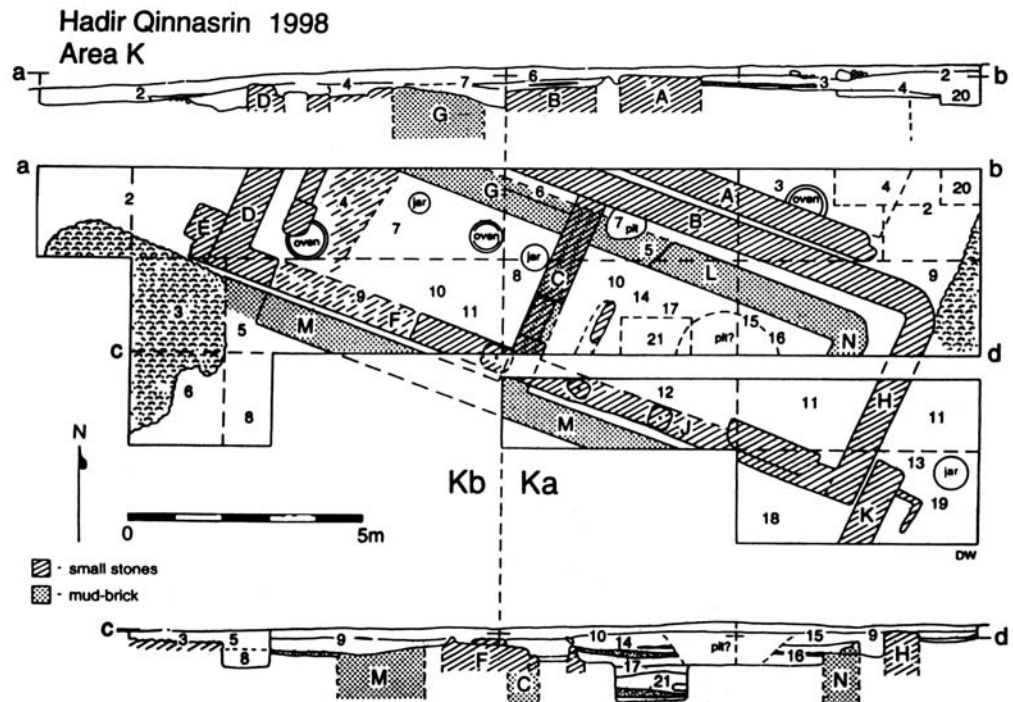 Hadir Qinnasrin 1998
Area K
a b
2 D 4 G 7 6 B A 3 2 4 20
a b
2 E D 4 oven jar 7 oven jar 8 G 6 7 pit 5 C A B 3 oven 4 20 2
3 5 9 F M 10 11 10 14 17 21 L 15 pit? 16 N 9
c d
6 8 M H 12 J 11 H 11
13 jar 19 K 18
N
Kb Ka
0 5m
DW
- small stones
- mud-brick
c d
3 5 8 9 M F C 10 14 17 21 pit? 15 16 9 N H